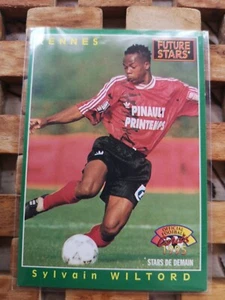 RENNES
FUTURE
STARS
PINAULT
PRINTEMPS
STARS DE DEMAIN
Sylvain WILTORD